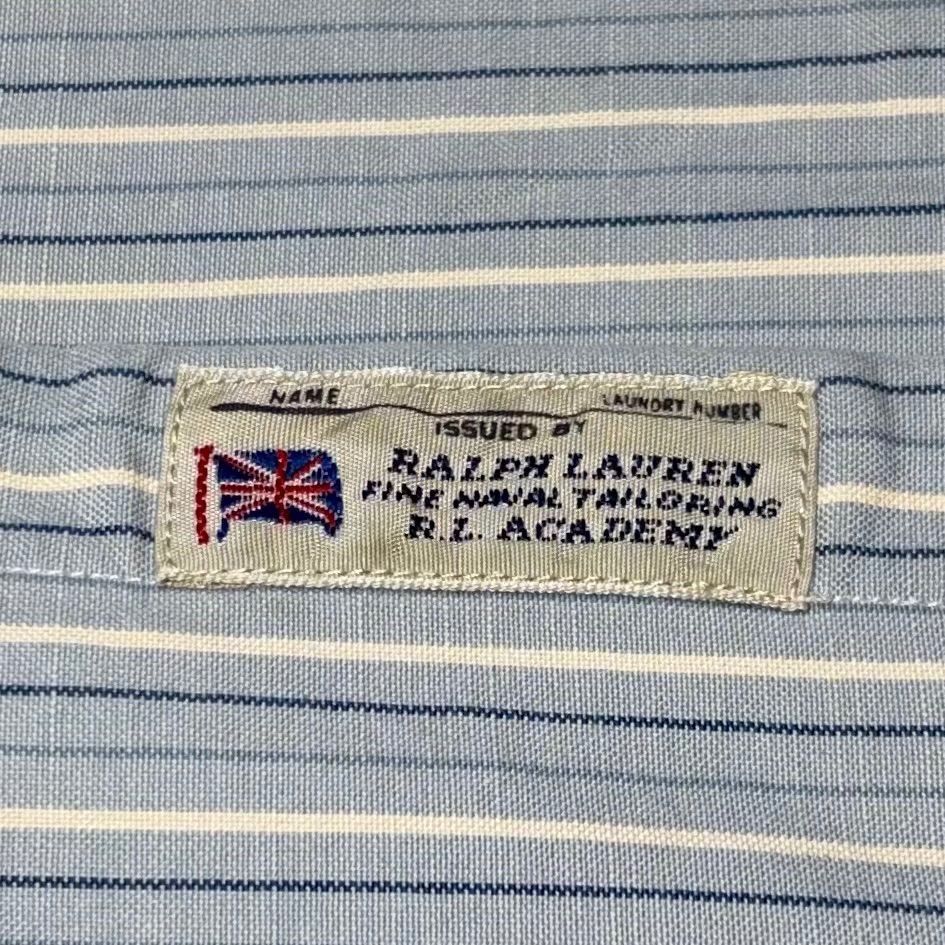 NAME LAUNDRY NUMBER
ISSUED BY
RALPH LAUREN
FINE NAVAL TAILORING
R.L. ACADEMY